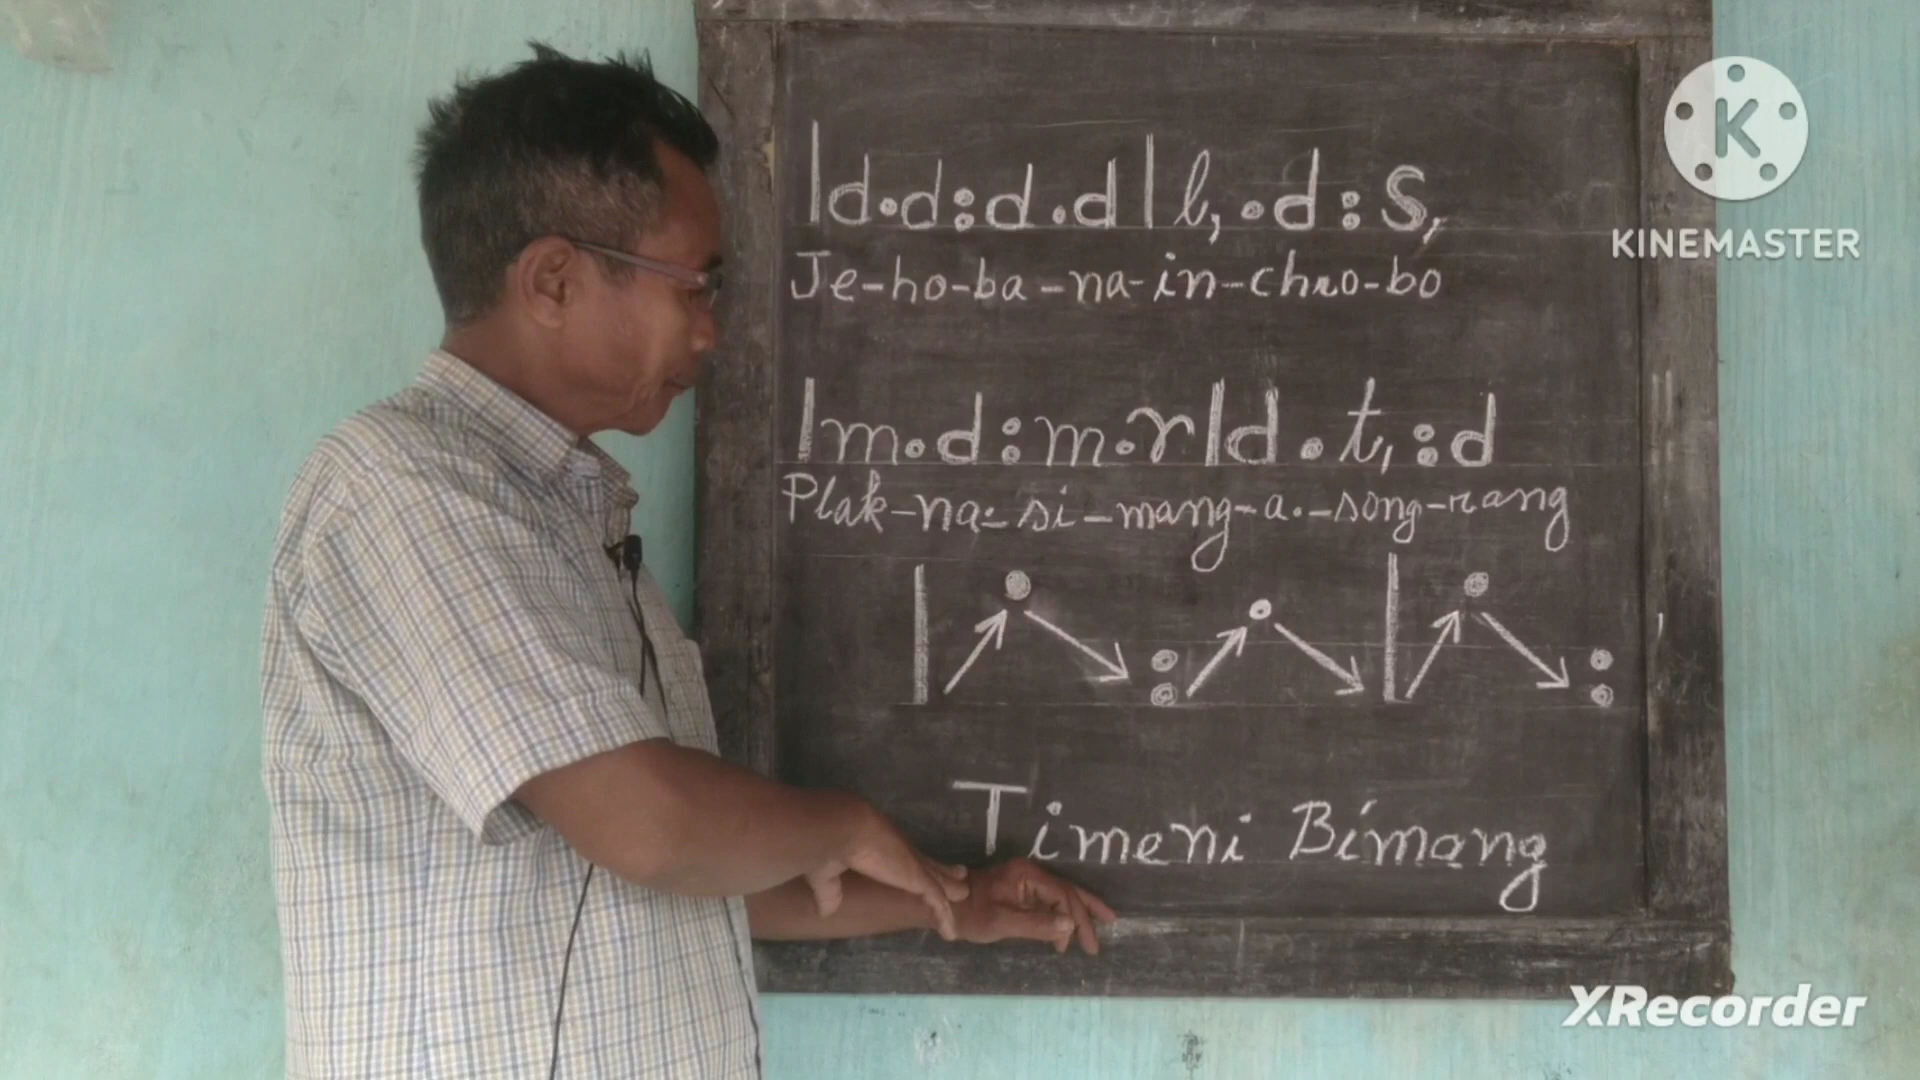 |d.d:d.d|l,.d:s,
Je-ho-ba-na-in-chro-bo
|m.d:m.r|d.t,:d
Plak-na:-si-mang-a.-song-rang
Timeni Bimang
K
KINEMASTER
XRecorder